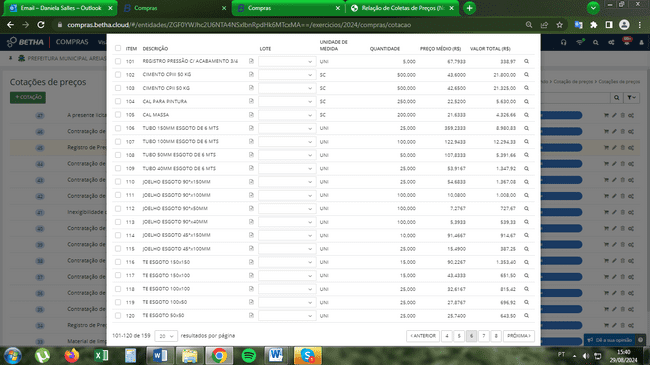 Email – Daniela Salles – Outlook
Compras
Compras
Relação de Coletas de Preços (N
compras.betha.cloud/#/entidades/ZGF0YWJhc2U6NTA4NSxlbnRpdHk6MTcxMA==/exercicios/2024/compras/cotacao
BETHA COMPRAS
PREFEITURA MUNICIPAL
Cotações de preços
+ COTAÇÃO
ITEM DESCRIÇÃO LOTE UNIDADE DE MEDIDA QUANTIDADE PREÇO MÉDIO (R$) VALOR TOTAL (R$)
101 REGISTRO PRESSÃO C/ ACABAMENTO 3/4 UNI 5,000 67,7933 338,97
102 CIMENTO CPIII 50 KG SC 500,000 43,6000 21.800,00
103 CIMENTO CPII 50 KG SC 500,000 42,6500 21.325,00
104 CAL PARA PINTURA SC 250,000 22,5200 5.630,00
105 CAL MASSA SC 200,000 21,6333 4.326,66
106 TUBO 150MM ESGOTO DE 6 MTS UNI 25,000 359,2333 8.980,83
107 TUBO 100MM ESGOTO DE 6 MTS UNI 100,000 122,9433 12.294,33
108 TUBO 50MM ESGOTO DE 6 MTS UNI 50,000 107,8333 5.391,66
109 TUBO 40MM ESGOTO DE 6 MTS UNI 25,000 53,9167 1.347,92
110 JOELHO ESGOTO 90°x150MM UNI 25,000 54,6833 1.367,08
111 JOELHO ESGOTO 90°x100MM UNI 100,000 10,0800 1.008,00
112 JOELHO ESGOTO 90°x50MM UNI 100,000 7,2767 727,67
113 JOELHO ESGOTO 90°x40MM UNI 100,000 5,3933 539,33
114 JOELHO ESGOTO 45°x150MM UNI 10,000 91,4667 914,67
115 JOELHO ESGOTO 45°x100MM UNI 25,000 15,4900 387,25
116 TE ESGOTO 150x150 UNI 15,000 90,2267 1.353,40
117 TE ESGOTO 150x100 UNI 15,000 43,4333 651,50
118 TE ESGOTO 100x100 UNI 25,000 32,6167 815,42
119 TE ESGOTO 100x50 UNI 25,000 27,8767 696,92
120 TE ESGOTO 50x50 UNI 25,000 25,7400 643,50
101-120 de 159 20 resultados por página
‹ ANTERIOR 4 5 6 7 8 PRÓXIMA ›
Dê a sua opinião
PT
15:40
29/08/2024